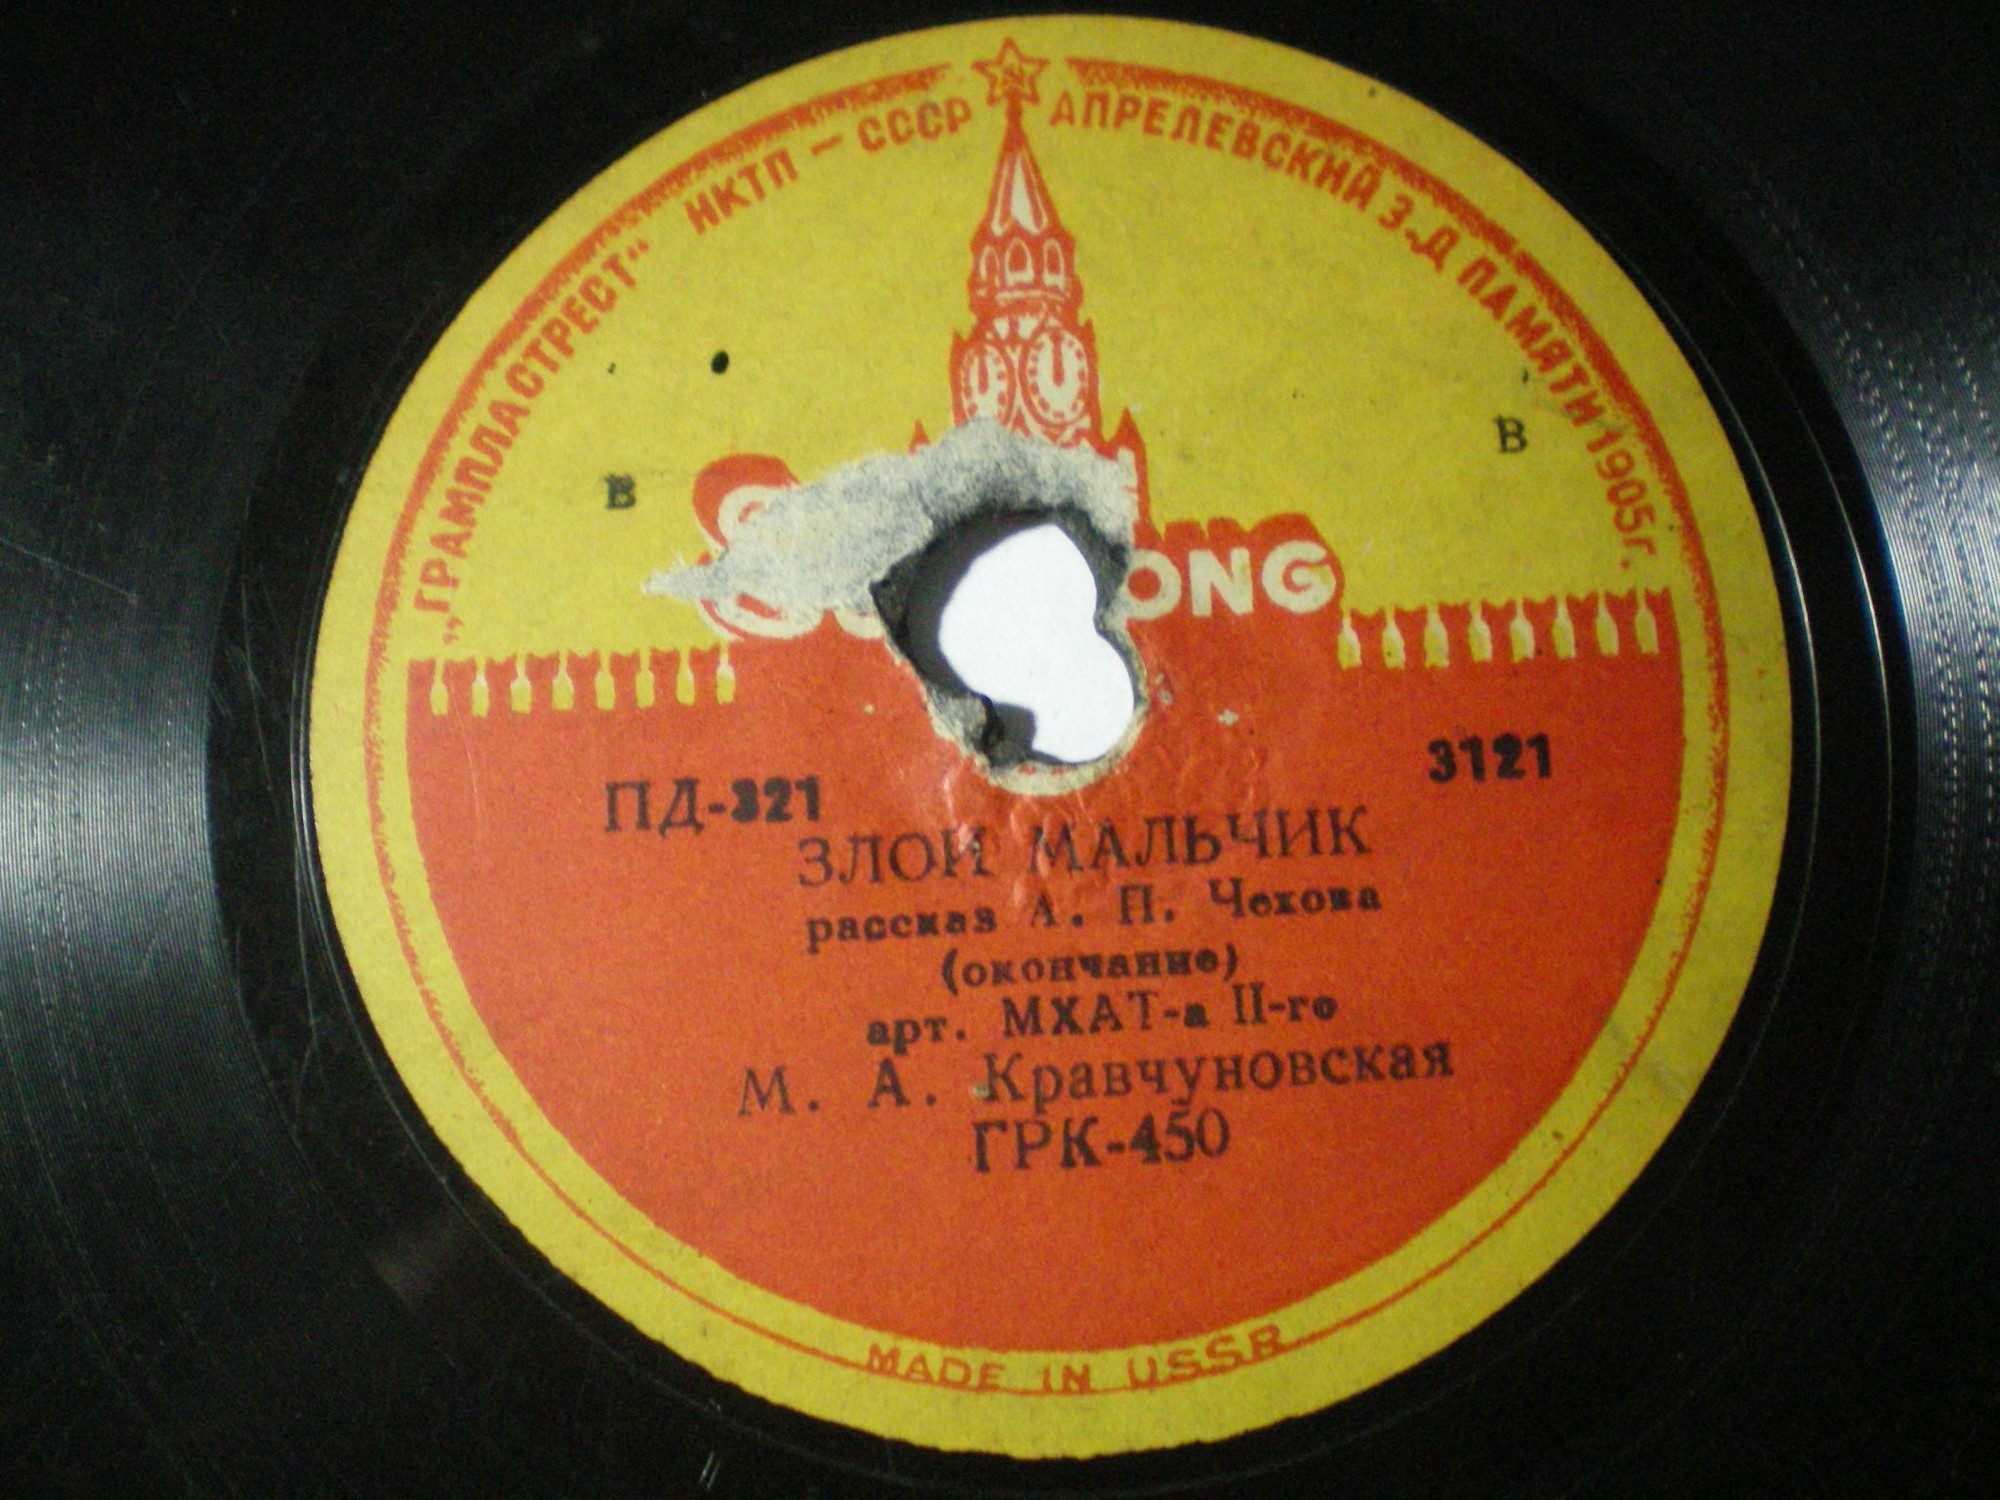 „ГРАМПЛАСТРЕСТ“ НКТП – СССР АПРЕЛЕВСКИЙ З-Д ПАМЯТИ 1905г.
В В
ПД-321 3121
ЗЛОЙ МАЛЬЧИК
рассказ А. П. Чехова
(окончание)
арт. МХАТ-а II-го
М. А. Кравчуновская
ГРК-450
MADE IN USSR